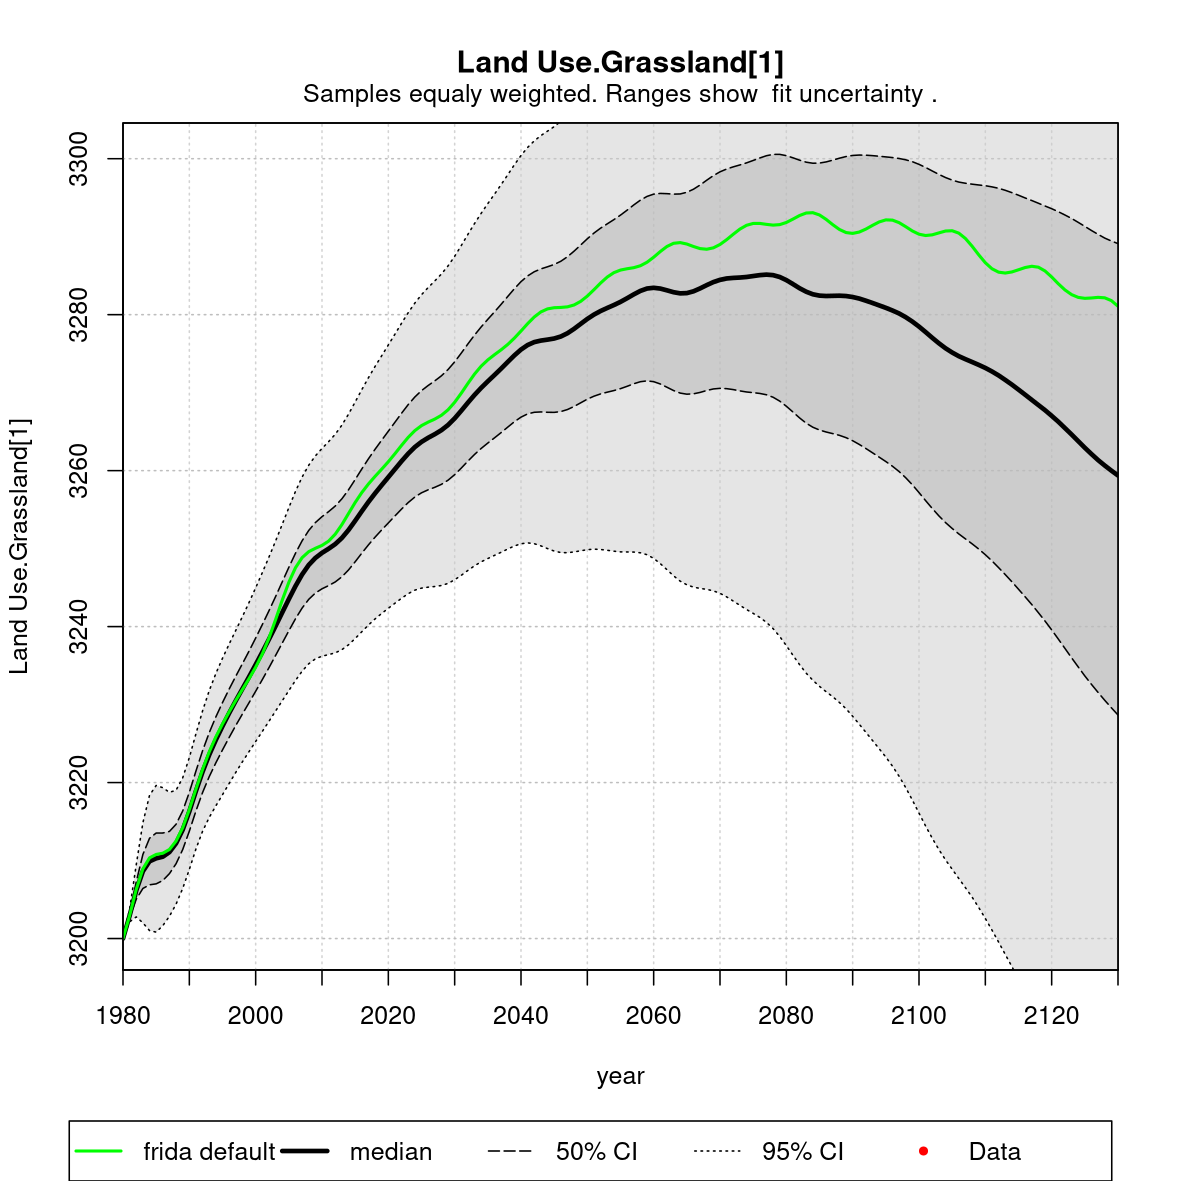 Land Use.Grassland[1]
Samples equaly weighted. Ranges show  fit uncertainty .
Land Use.Grassland[1]
3300
3280
3260
3240
3220
3200
1980 2000 2020 2040 2060 2080 2100 2120
year
frida default median 50% CI 95% CI Data